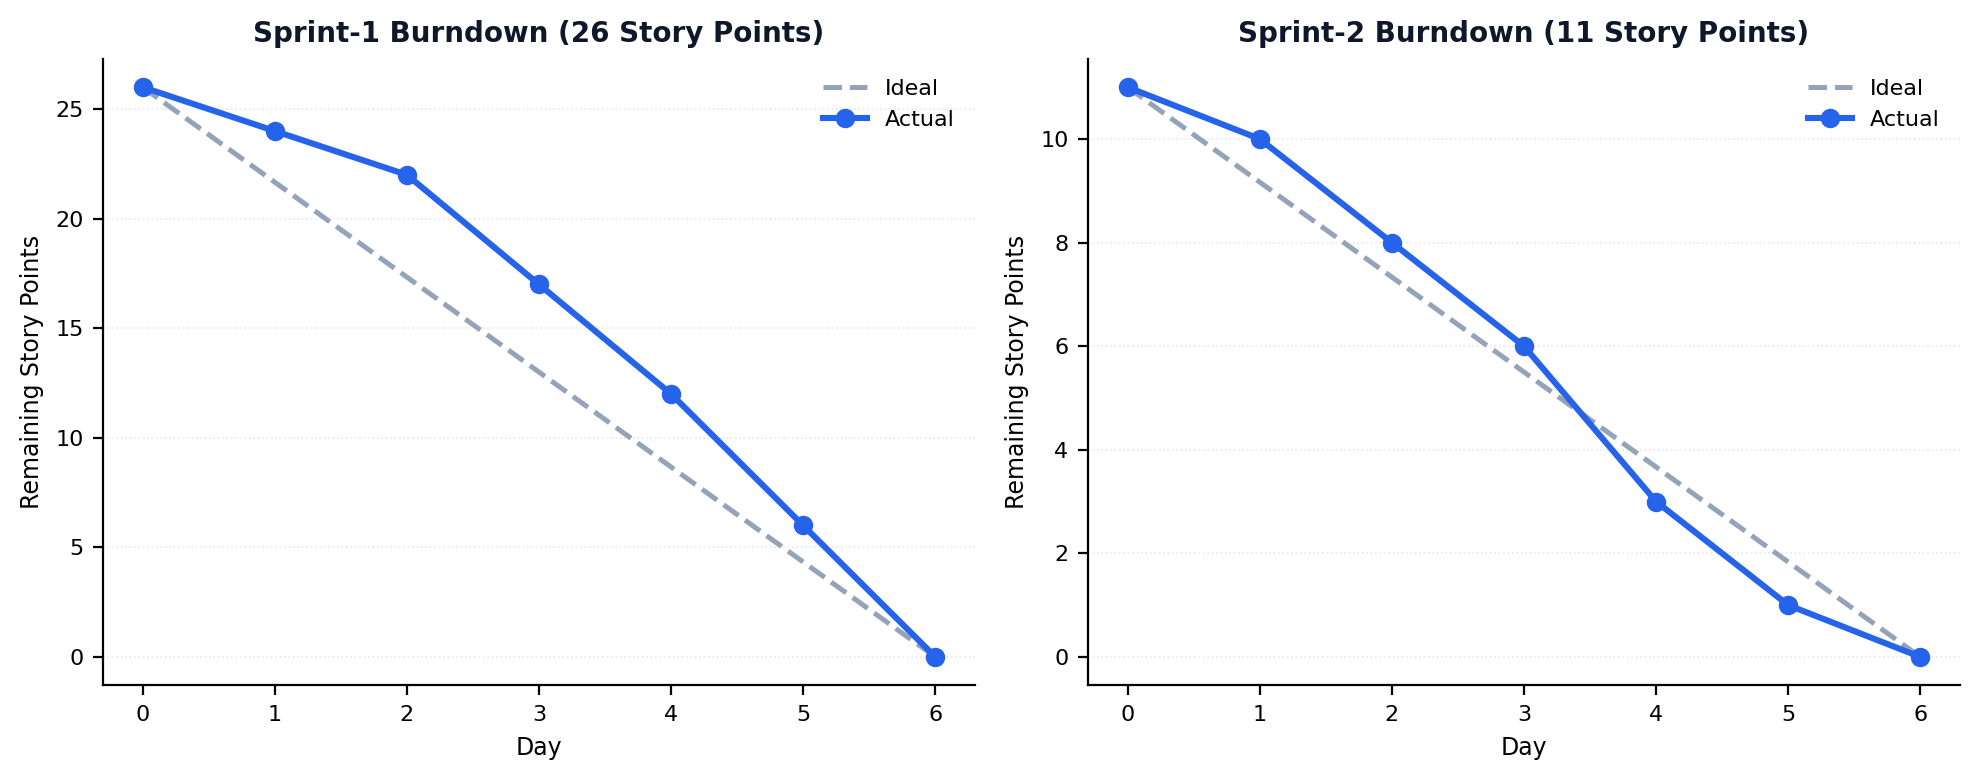 Sprint-1 Burndown (26 Story Points)
Ideal
Actual
Remaining Story Points
25
20
15
10
5
0
0 1 2 3 4 5 6
Day
Sprint-2 Burndown (11 Story Points)
Ideal
Actual
Remaining Story Points
10
8
6
4
2
0
0 1 2 3 4 5 6
Day